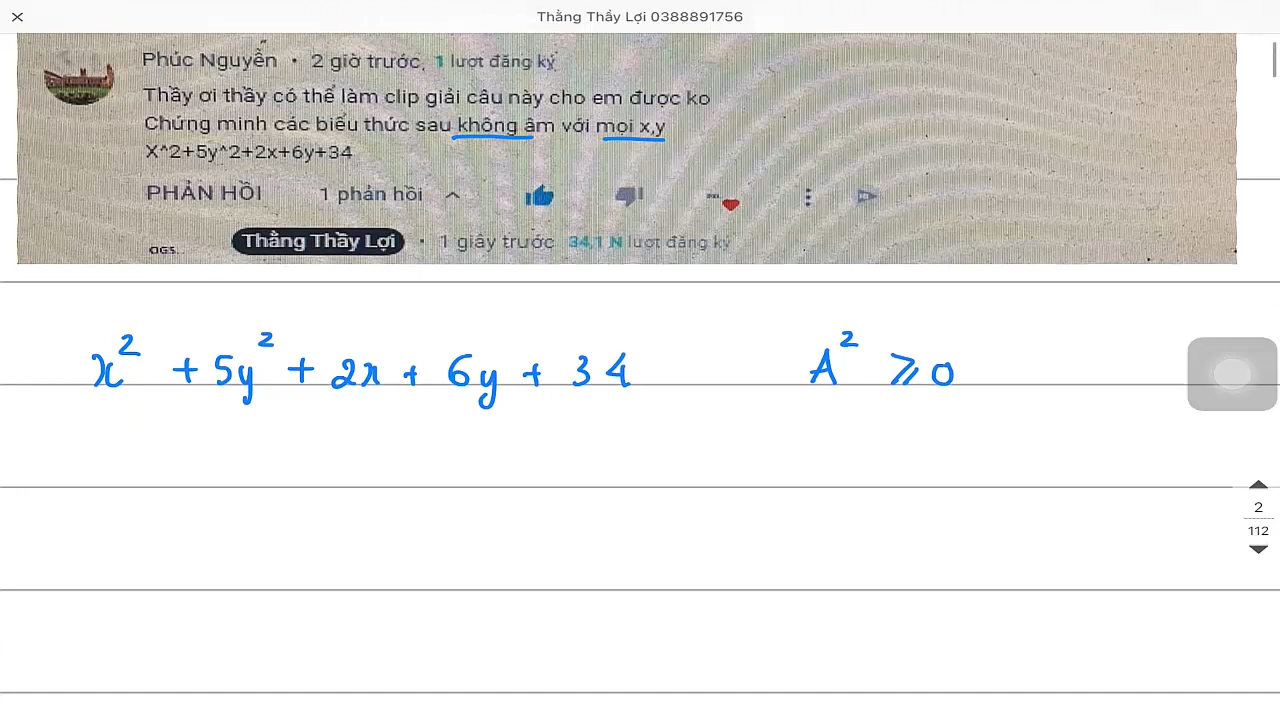 Thằng Thầy Lợi 0388891756
Phúc Nguyễn • 2 giờ trước, 1 lượt đăng ký
Thầy ơi thầy có thể làm clip giải câu này cho em được ko
Chứng minh các biểu thức sau không âm với mọi x,y
X^2+5y^2+2x+6y+34
PHẢN HỒI 1 phản hồi
Thằng Thầy Lợi • 1 giây trước 34,1 N lượt đăng ký
x² + 5y² + 2x + 6y + 34 A² ⩾ 0
2
112